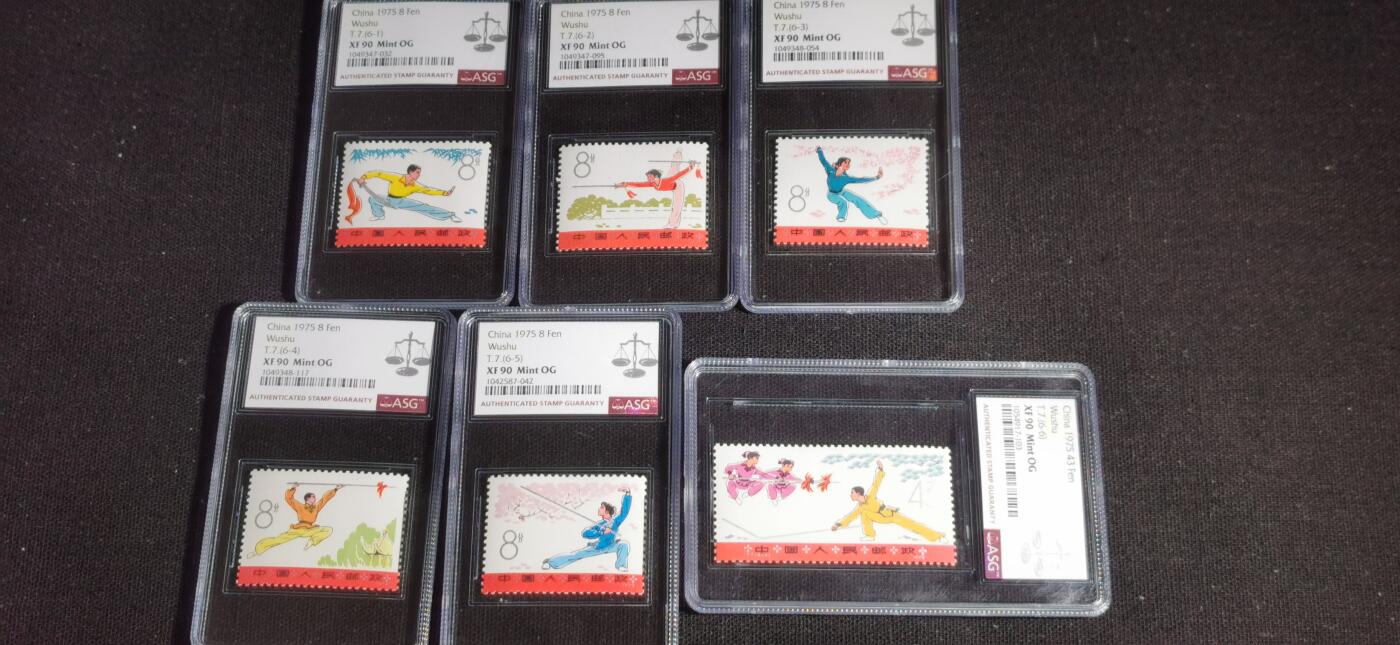 China 1975 8 Fen
Wushu
T.7.(6-1)
XF 90 Mint OG
1049347-032
AUTHENTICATED STAMP GUARANTY
ASG
8分
中国人民邮政
China 1975 8 Fen
Wushu
T.7.(6-2)
XF 90 Mint OG
1049347-095
AUTHENTICATED STAMP GUARANTY
ASG
8分
中国人民邮政
China 1975 8 Fen
Wushu
T.7.(6-3)
XF 90 Mint OG
1049348-054
AUTHENTICATED STAMP GUARANTY
ASG
8分
中国人民邮政
China 1975 8 Fen
Wushu
T.7.(6-4)
XF 90 Mint OG
1049348-117
AUTHENTICATED STAMP GUARANTY
ASG
8分
中国人民邮政
China 1975 8 Fen
Wushu
T.7.(6-5)
XF 90 Mint OG
1042587-042
AUTHENTICATED STAMP GUARANTY
ASG
8分
中国人民邮政
China 1975 43 Fen
Wushu
T.7.(6-6)
XF 90 Mint OG
1054917-103
AUTHENTICATED STAMP GUARANTY
ASG
中国人民邮政